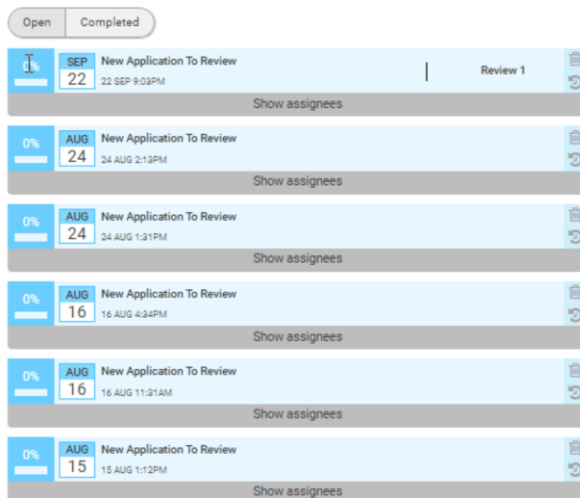 Open Completed
0% SEP 22 New Application To Review Review 1
22 SEP 9:03PM
Show assignees
0% AUG 24 New Application To Review
24 AUG 2:13PM
Show assignees
0% AUG 24 New Application To Review
24 AUG 1:31PM
Show assignees
0% AUG 16 New Application To Review
16 AUG 4:34PM
Show assignees
0% AUG 16 New Application To Review
16 AUG 11:31AM
Show assignees
0% AUG 15 New Application To Review
15 AUG 1:12PM
Show assignees